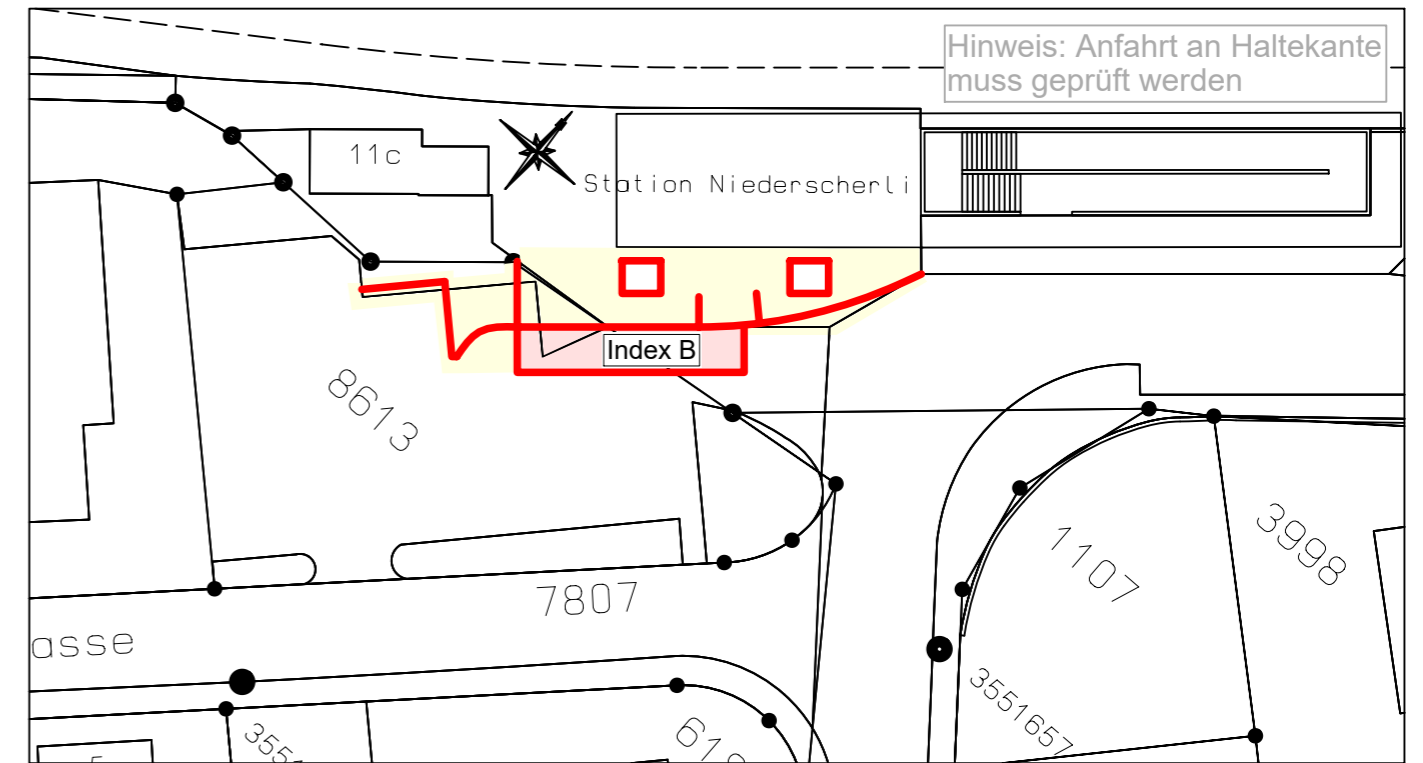 Hinweis: Anfahrt an Haltekante
muss geprüft werden
11c
Station Niederscherli
Index B
8613
3998
1107
7807
asse
3551657